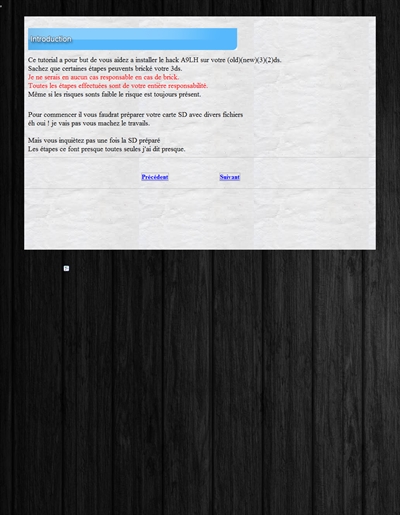 Introduction
Ce tutorial a pour but de vous aidez a installer le hack A9LH sur votre (old)(new)(3)(2)ds.
Sachez que certaines étapes peuvents brické votre 3ds.
Je ne serais en aucun cas responsable en cas de brick..
Toutes les étapes effectuées sont de votre entière responsabilité.
Même si les risques sonts faible le risque est toujours présent.
Pour commencer il vous faudrat préparer votre carte SD avec divers fichiers
éh oui ! je vais pas vous machez le travails.
Mais vous inquiètez pas une fois la SD préparé
Les étapes ce font presque toutes seules j'ai dit presque.
Précédent Suivant